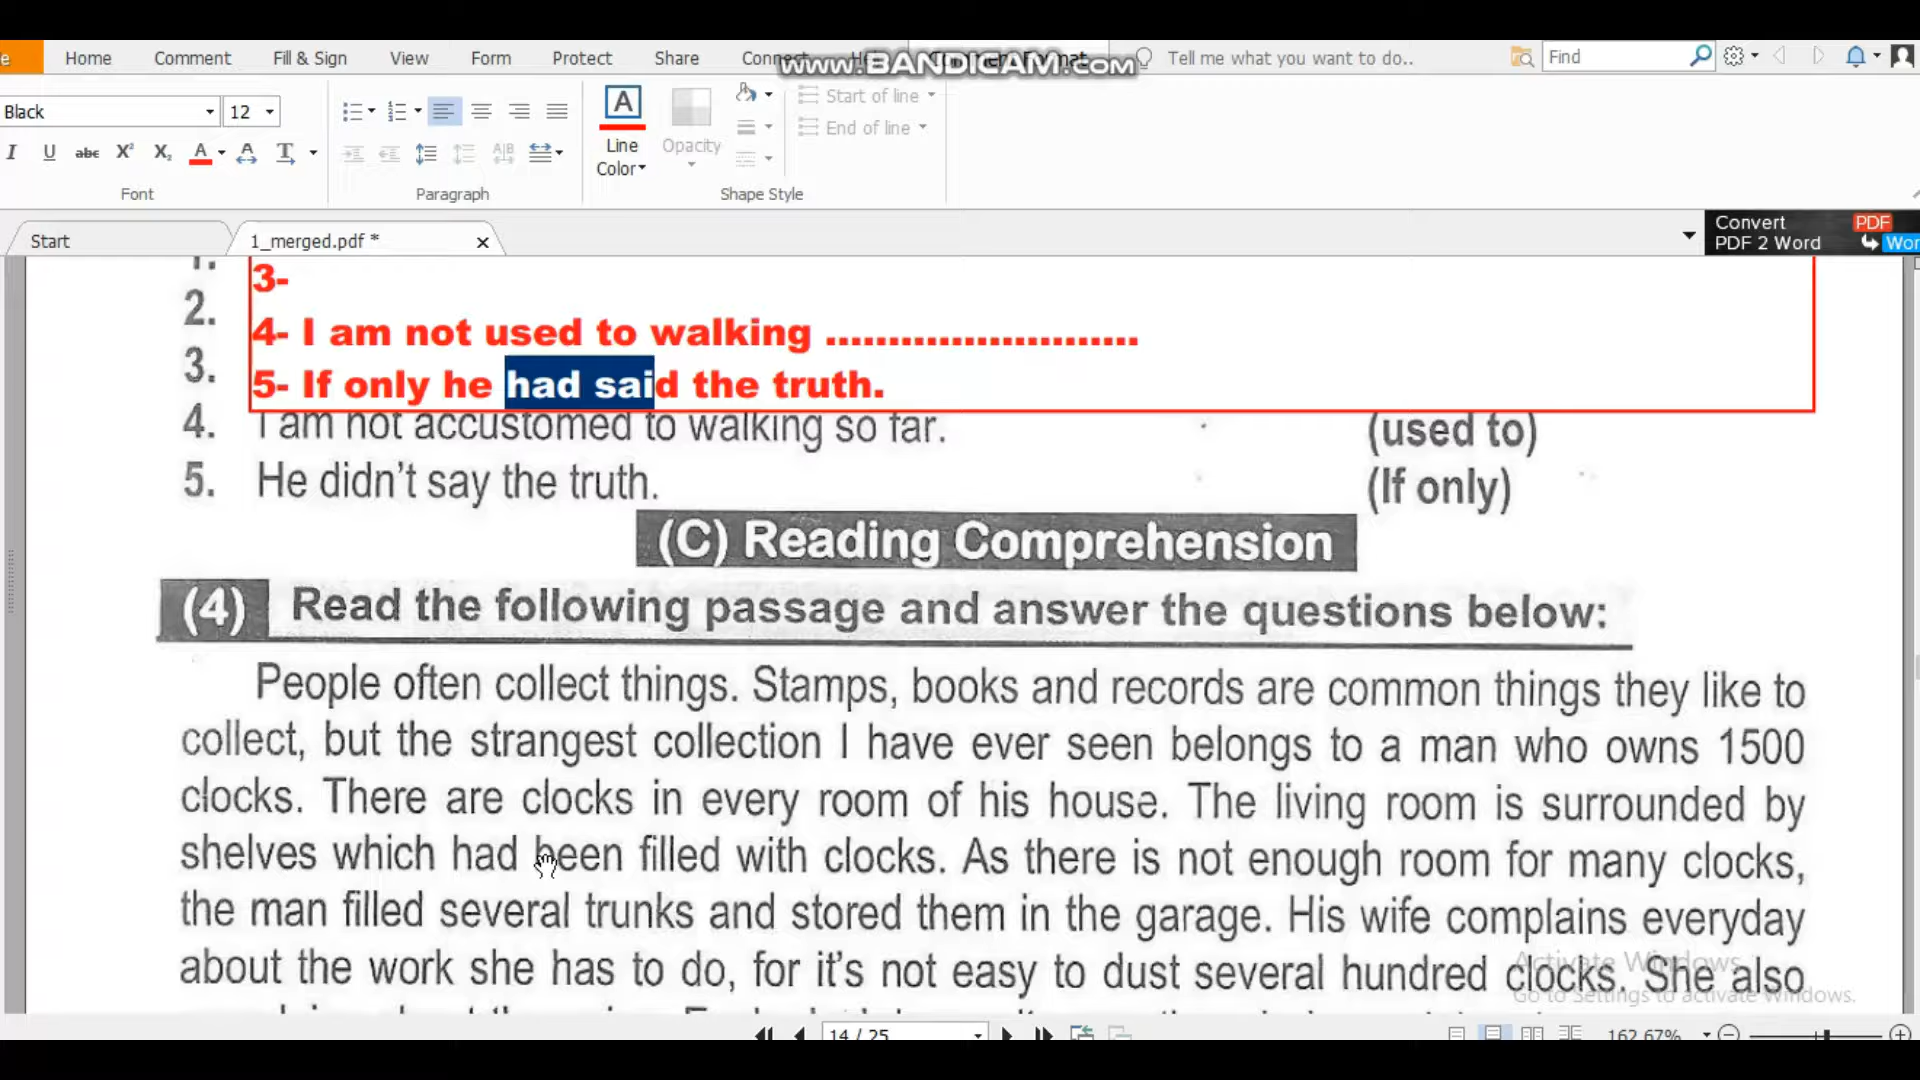 Home Comment Fill & Sign View Form Protect Share Connect Comment Format Tell me what you want to do.. Find
www.BANDICAM.com
Black 12 Start of line
End of line
I U abc X² X₂ A A T Line Color Opacity
Font Paragraph Shape Style
Start 1_merged.pdf * Convert PDF
PDF 2 Word
1.
3-
2.
4- I am not used to walking .........................
3.
5- If only he had said the truth.
4. I am not accustomed to walking so far. (used to)
5. He didn't say the truth. (If only)
(C) Reading Comprehension
(4) Read the following passage and answer the questions below:
People often collect things. Stamps, books and records are common things they like to
collect, but the strangest collection I have ever seen belongs to a man who owns 1500
clocks. There are clocks in every room of his house. The living room is surrounded by
shelves which had been filled with clocks. As there is not enough room for many clocks,
the man filled several trunks and stored them in the garage. His wife complains everyday
about the work she has to do, for it's not easy to dust several hundred clocks. She also
Activate Windows
Go to Settings to activate Windows.
14 / 25 162.67%